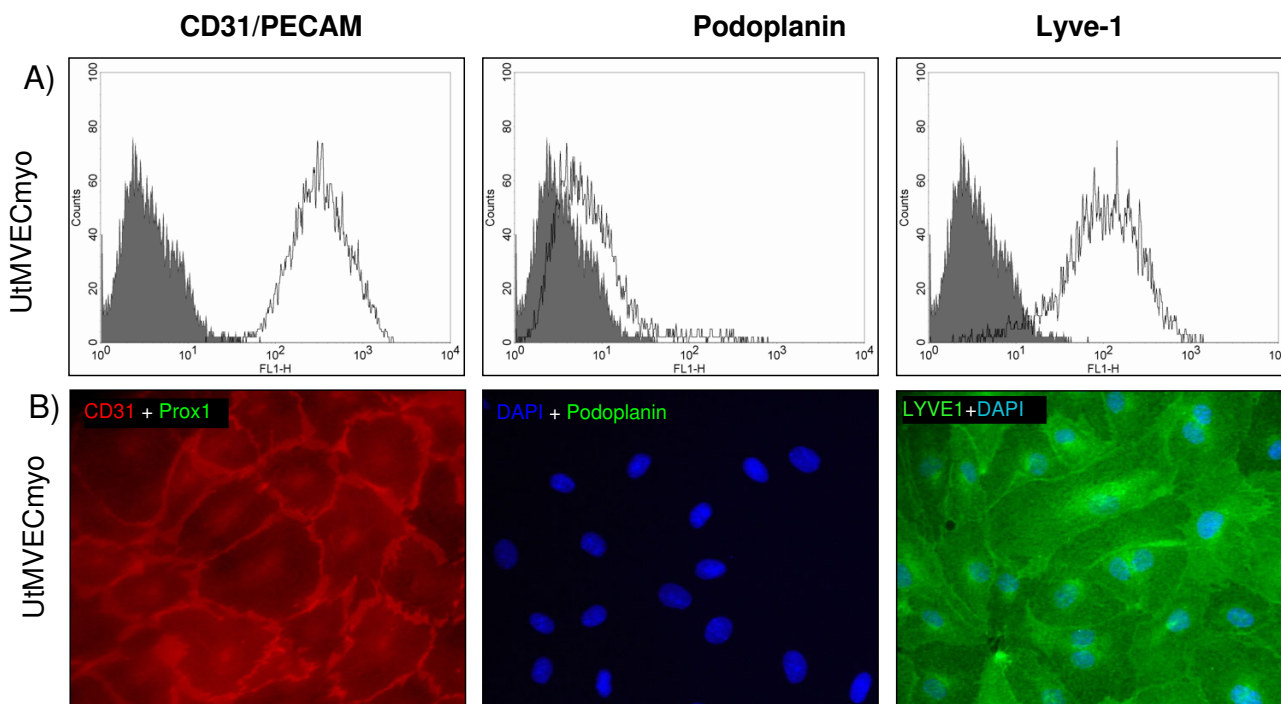 CD31/PECAM Podoplanin Lyve-1
A)
UtMVECmyo
100 80 60 40 20 0
Counts
10^0 10^1 10^2 10^3 10^4
FL1-H
100 80 60 40 20 0
Counts
10^0 10^1 10^2 10^3 10^4
FL1-H
100 80 60 40 20 0
Counts
10^0 10^1 10^2 10^3 10
FL1-H
B)
UtMVECmyo
CD31 + Prox1
DAPI + Podoplanin
LYVE1+DAPI